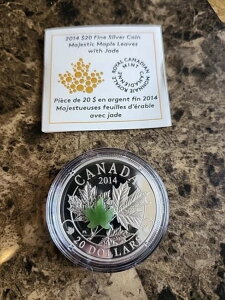 2014 $20 Fine Silver Coin
Majestic Maple Leaves
with Jade
ROYAL CANADIAN MINT
MONNAIE ROYALE CANADIENNE
Pièce de 20 $ en argent fin 2014
Majestueuses feuilles d'érable
avec jade
CANADA
2014
20 DOLLARS